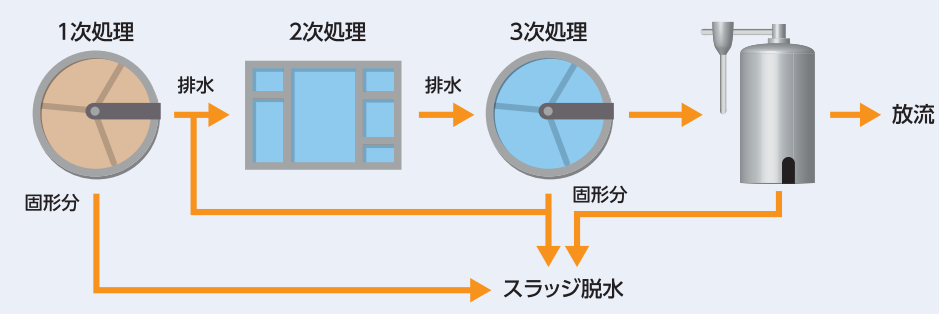 1次処理
2次処理
3次処理
排水
排水
放流
固形分
固形分
スラッジ脱水